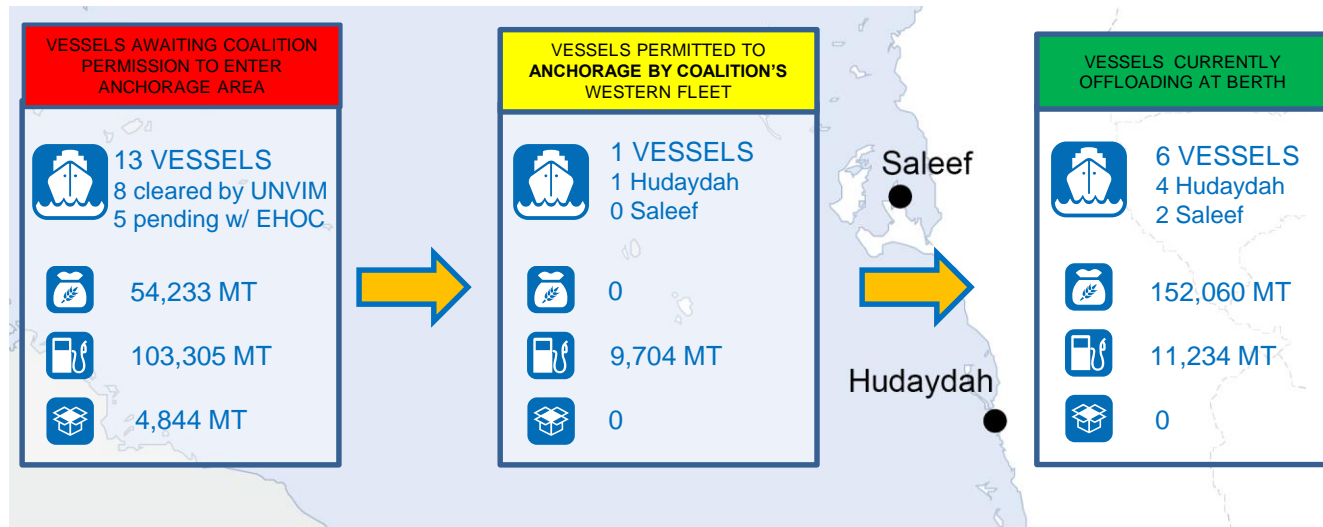 VESSELS AWAITING COALITION
PERMISSION TO ENTER
ANCHORAGE AREA
13 VESSELS
8 cleared by UNVIM
5 pending w/ EHOC
54,233 MT
103,305 MT
4,844 MT
VESSELS PERMITTED TO
ANCHORAGE BY COALITION'S
WESTERN FLEET
1 VESSELS
1 Hudaydah
0 Saleef
0
9,704 MT
0
Saleef
Hudaydah
VESSELS CURRENTLY
OFFLOADING AT BERTH
6 VESSELS
4 Hudaydah
2 Saleef
152,060 MT
11,234 MT
0